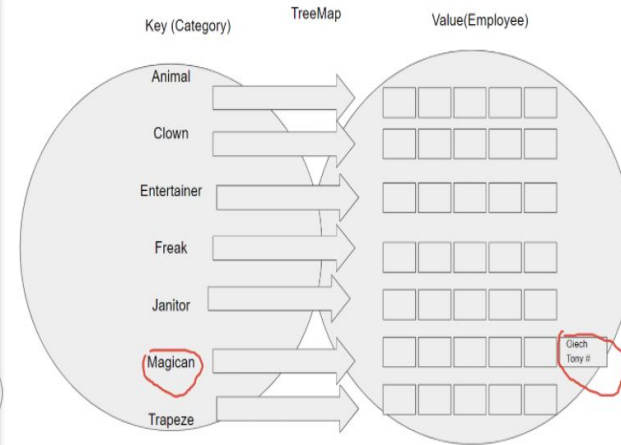 TreeMap
Key (Category)
Value(Employee)
Animal
Clown
Entertainer
Freak
Janitor
Magican
Giech
Tony #
Trapeze